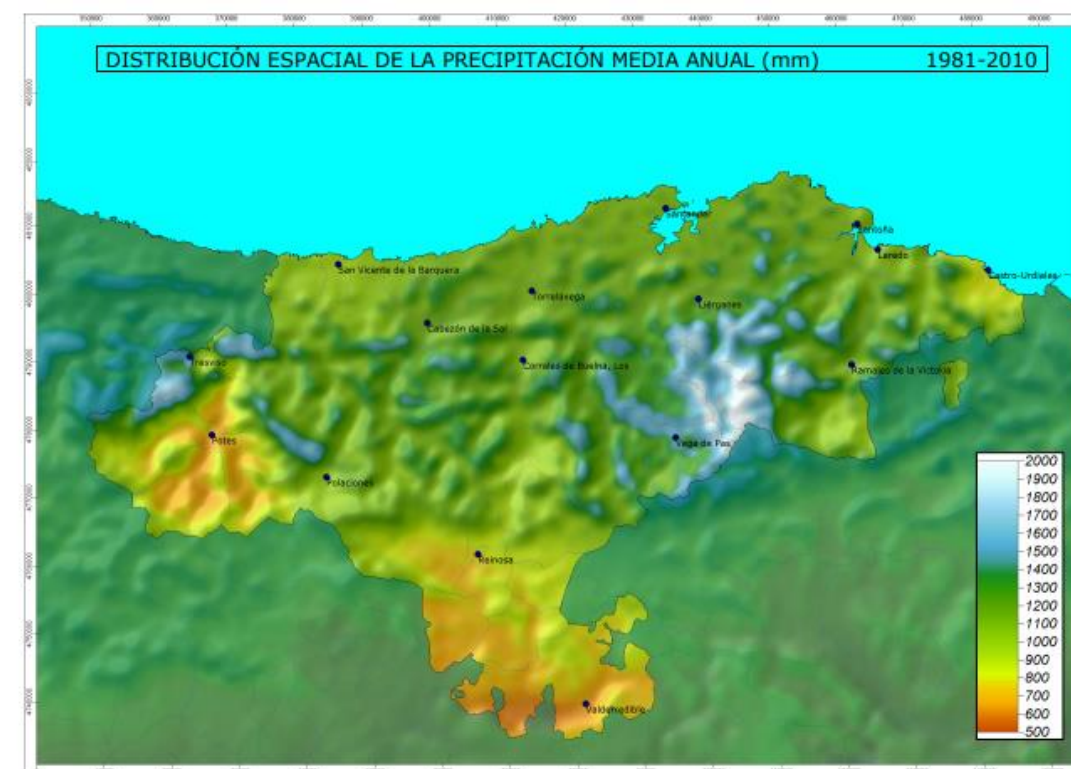 DISTRIBUCIÓN ESPACIAL DE LA PRECIPITACIÓN MEDIA ANUAL (mm) 1981-2010
Santander
Santoña
Laredo
Castro-Urdiales
San Vicente de la Barquera
Torrelavega
Liérganes
Cabezón de la Sal
Tresviso
Corrales de Buelna, Los
Ramales de la Victoria
Potes
Vega de Pas
Polaciones
Reinosa
Valderredible
2000
1900
1800
1700
1600
1500
1400
1300
1200
1100
1000
900
800
700
600
500